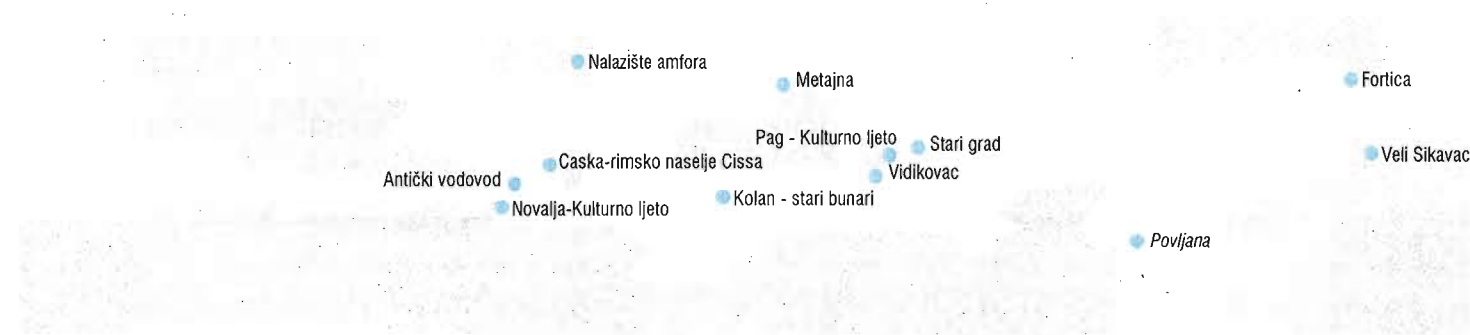 Nalazište amfora
Metajna
Fortica
Pag - Kulturno ljeto
Stari grad
Veli Sikavac
Caska-rimsko naselje Cissa
Vidikovac
Antički vodovod
Kolan - stari bunari
Novalja-Kulturno ljeto
Povljana